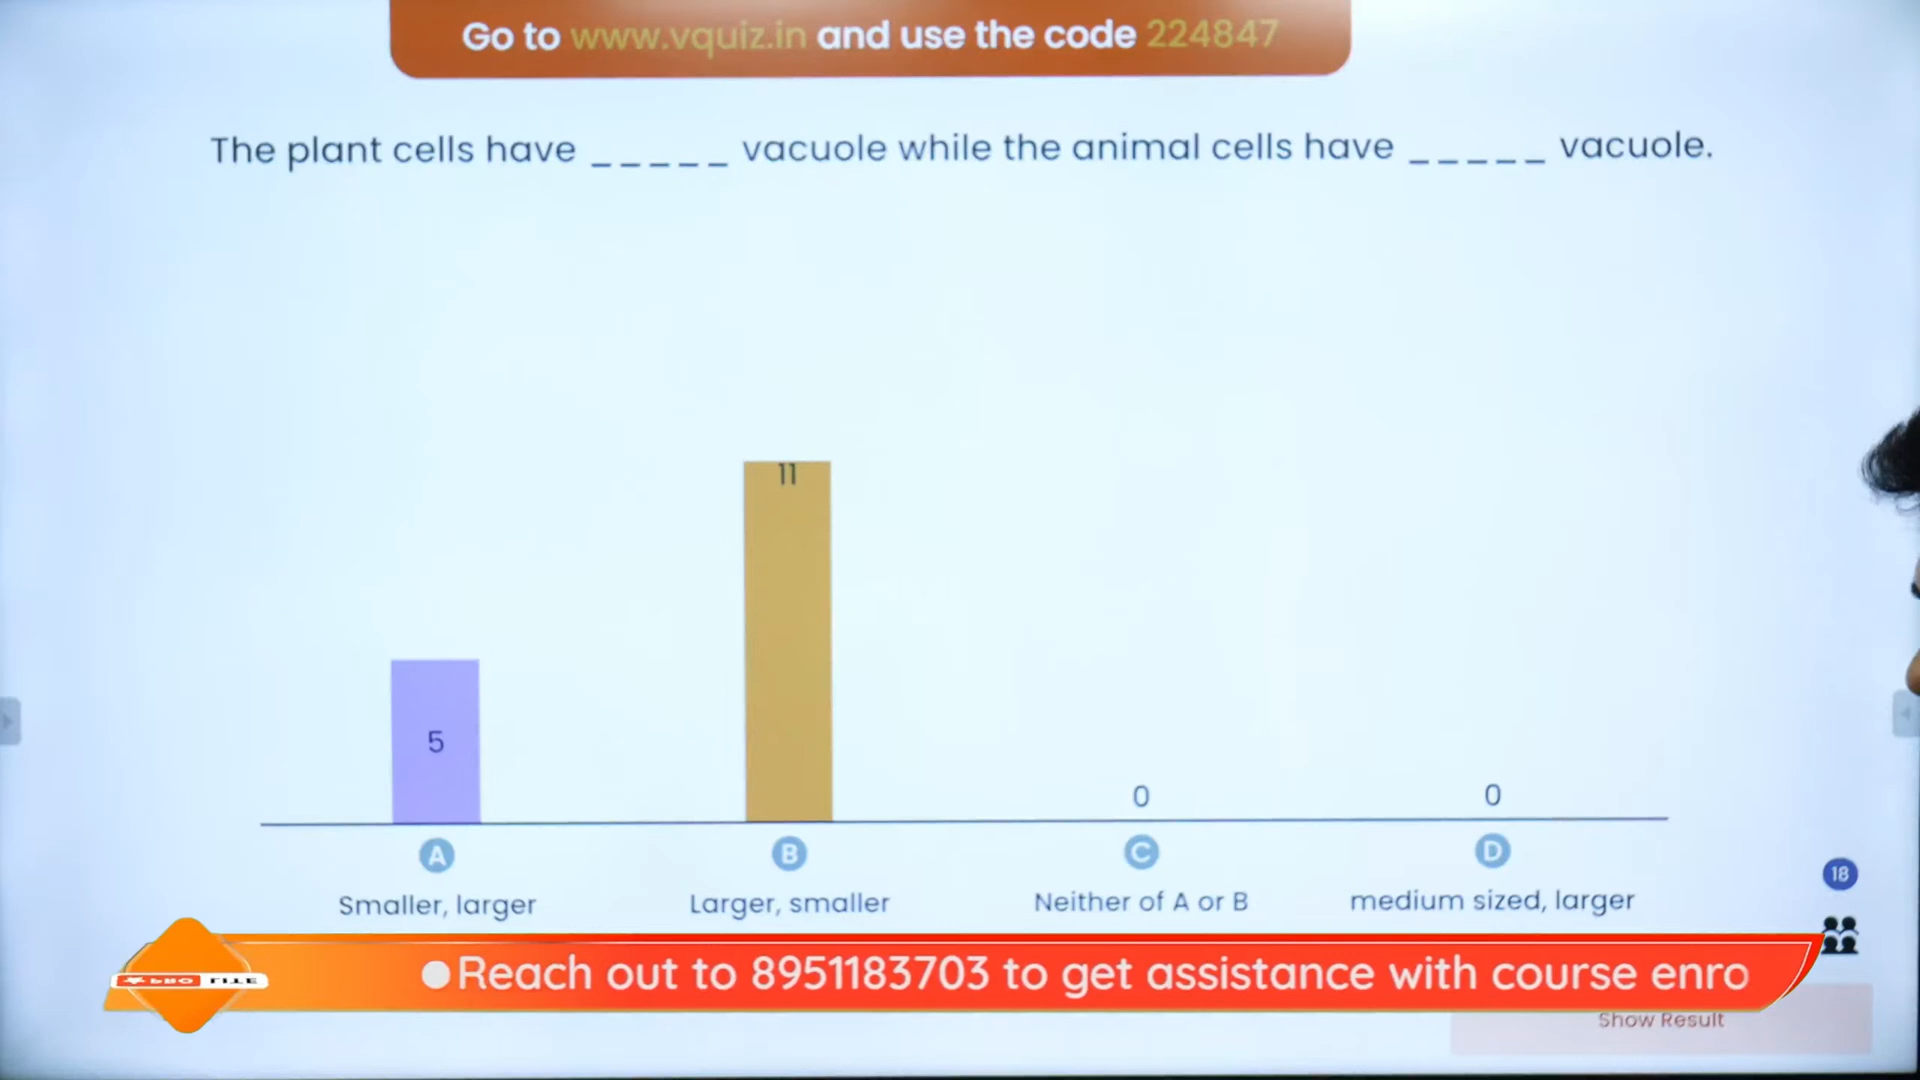 Go to www.vquiz.in and use the code 224847
The plant cells have _ _ _ _ _ vacuole while the animal cells have _ _ _ _ _ vacuole.
11
5
0
0
A
B
C
D
Smaller, larger
Larger, smaller
Neither of A or B
medium sized, larger
18
●Reach out to 8951183703 to get assistance with course enro
Show Result